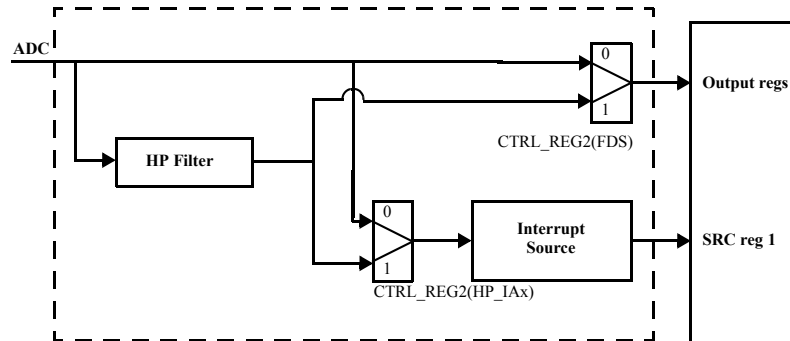 ADC
0
1
Output regs
CTRL_REG2(FDS)
HP Filter
0
1
Interrupt
Source
SRC reg 1
CTRL_REG2(HP_IAx)